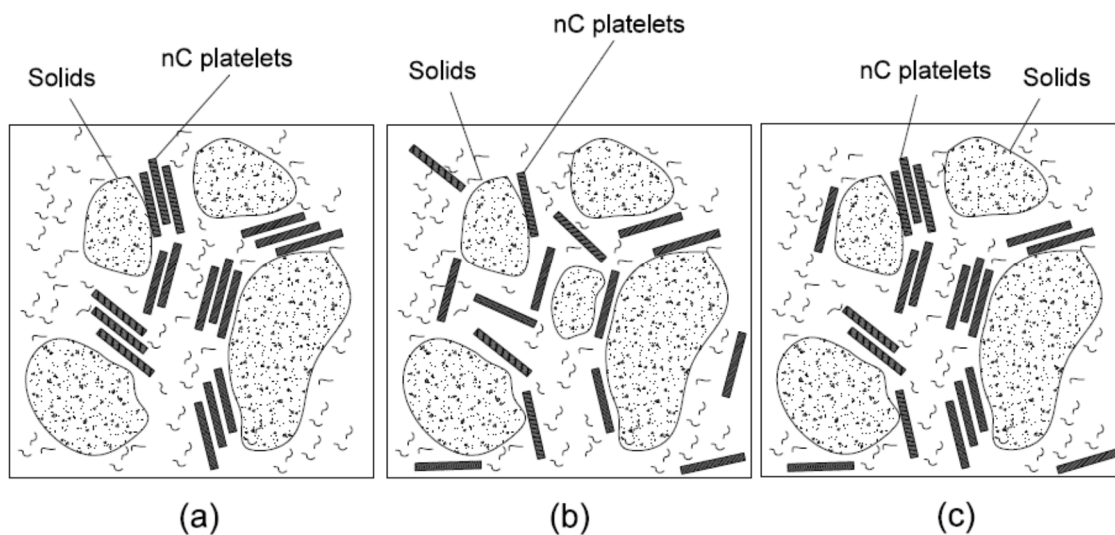 Solids
nC platelets
Solids
nC platelets
nC platelets
Solids
(a)
(b)
(c)